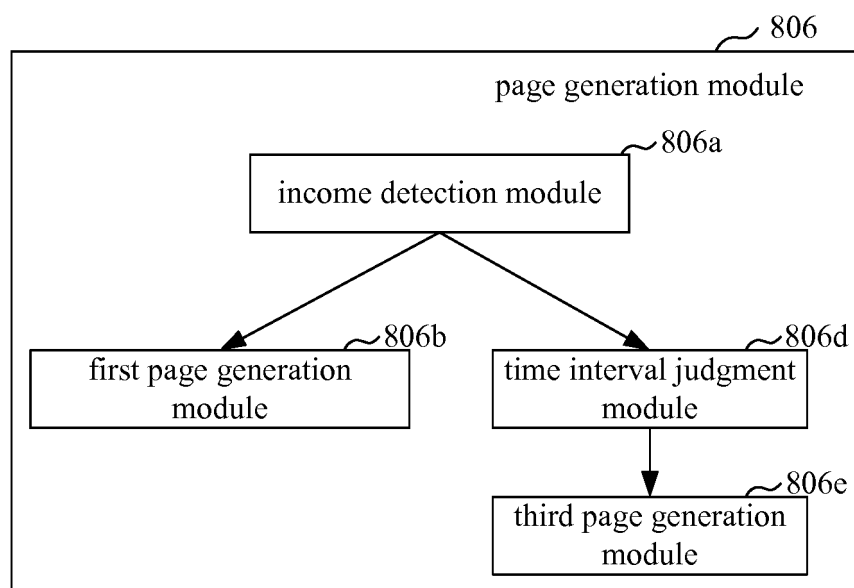 806
page generation module
806a
income detection module
806b
first page generation
module
806d
time interval judgment
module
806e
third page generation
module